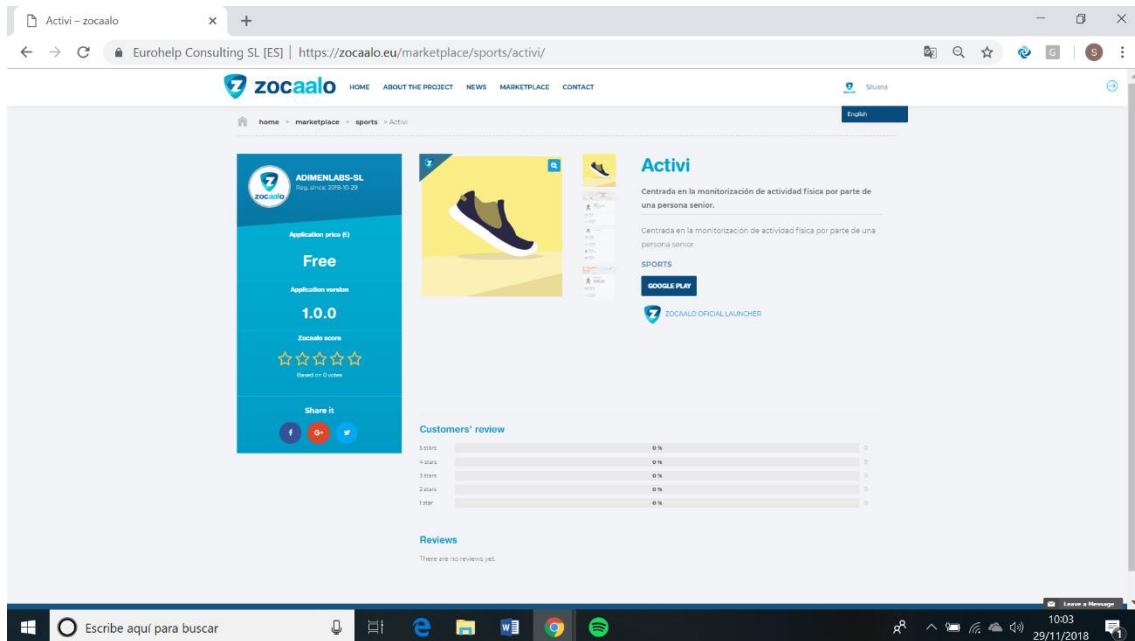 Activi – zocaalo
Eurohelp Consulting SL [ES] | https://zocaalo.eu/marketplace/sports/activi/
G
S
zocaalo
HOME ABOUT THE PROJECT NEWS MARKETPLACE CONTACT
Silvana
English
home > marketplace > sports > Activi
ADIMENLABS-SL
Reg. since: 2018-10-29
zocaalo
Application price (€)
Free
Application version
1.0.0
Zocaalo score
Based on 0 votes
Share it
Activi
Centrada en la monitorización de actividad física por parte de
una persona senior.
Centrada en la monitorización de actividad física por parte de una
persona senior.
SPORTS
GOOGLE PLAY
ZOCAALO OFICIAL LAUNCHER
Customers' review
5 stars 0 % 0
4 stars 0 % 0
3 stars 0 % 0
2 stars 0 % 0
1 star 0 % 0
Reviews
There are no reviews yet.
Leave a Message
Escribe aquí para buscar
10:03
29/11/2018